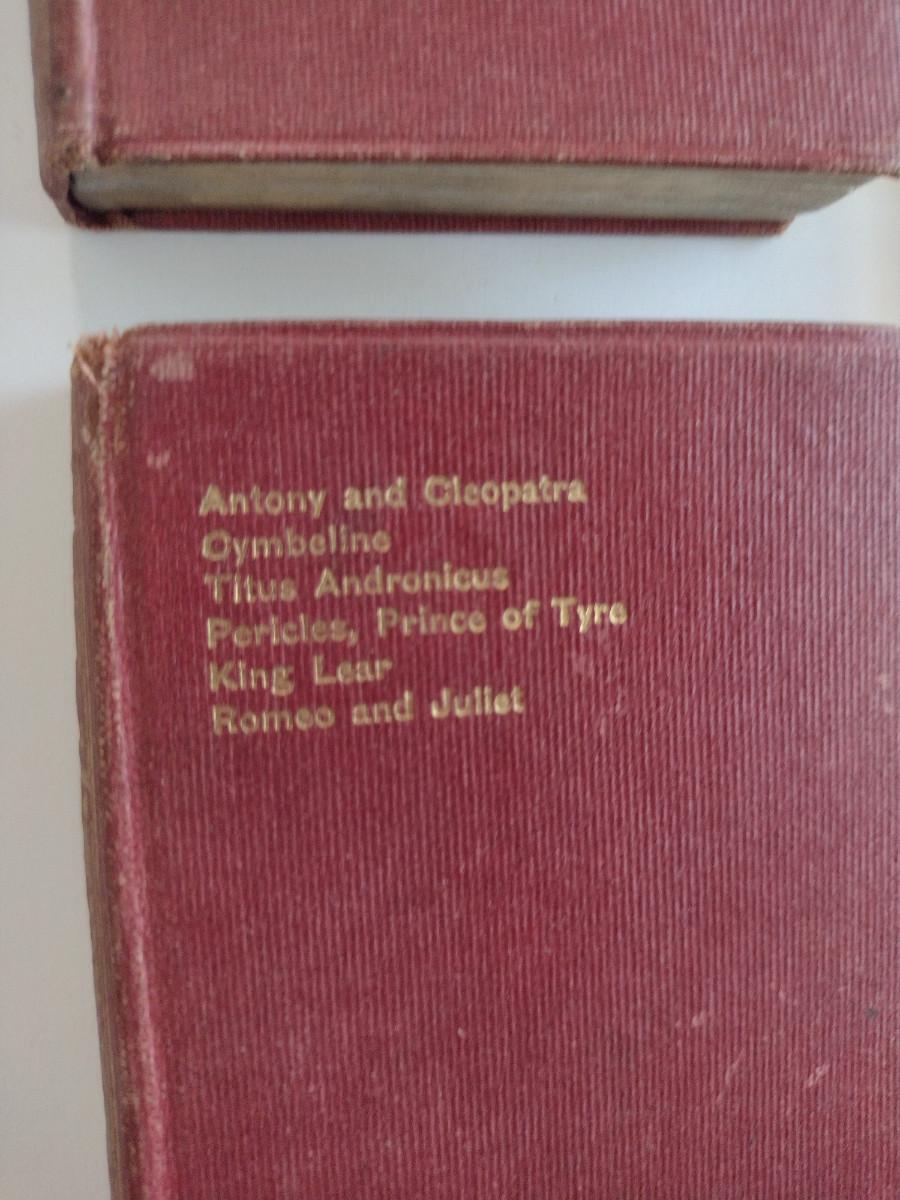 Antony and Cleopatra
Cymbeline
Titus Andronicus
Pericles, Prince of Tyre
King Lear
Romeo and Juliet